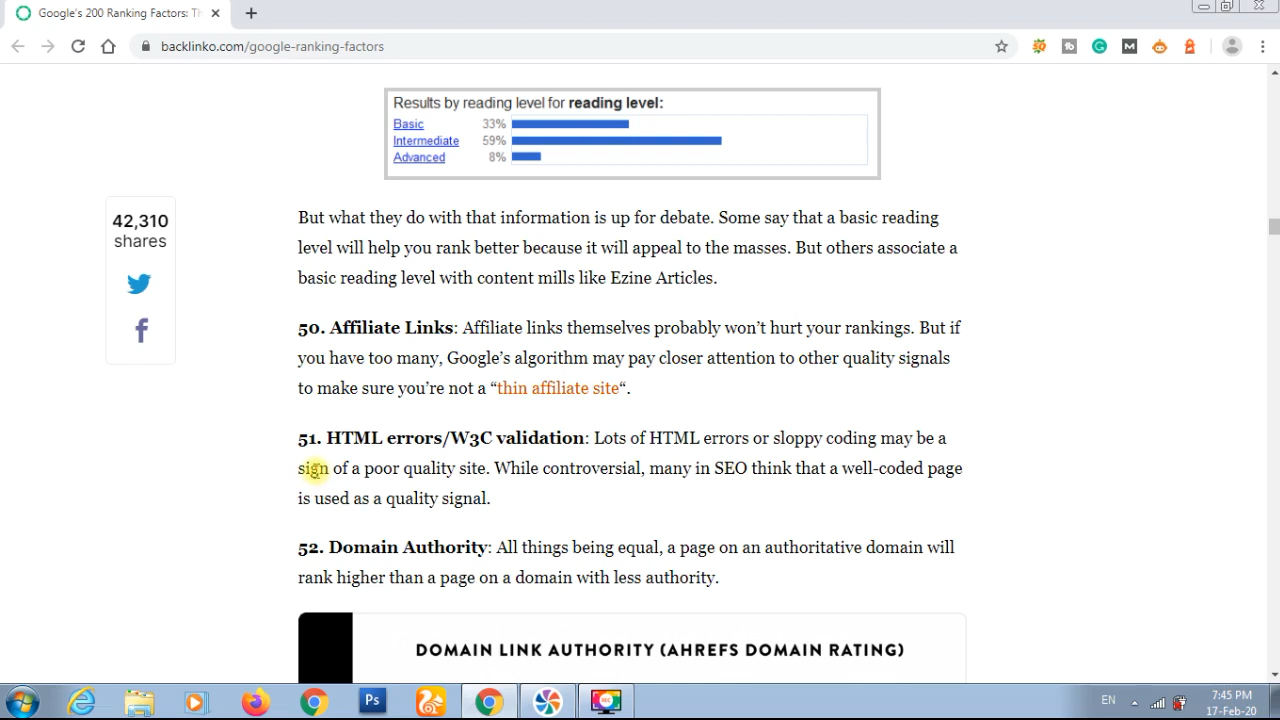 Google's 200 Ranking Factors: Th
backlinko.com/google-ranking-factors
Results by reading level for reading level:
Basic 33%
Intermediate 59%
Advanced 8%
42,310
shares
But what they do with that information is up for debate. Some say that a basic reading
level will help you rank better because it will appeal to the masses. But others associate a
basic reading level with content mills like Ezine Articles.
50. Affiliate Links: Affiliate links themselves probably won’t hurt your rankings. But if
you have too many, Google’s algorithm may pay closer attention to other quality signals
to make sure you’re not a “thin affiliate site“.
51. HTML errors/W3C validation: Lots of HTML errors or sloppy coding may be a
sign of a poor quality site. While controversial, many in SEO think that a well-coded page
is used as a quality signal.
52. Domain Authority: All things being equal, a page on an authoritative domain will
rank higher than a page on a domain with less authority.
DOMAIN LINK AUTHORITY (AHREFS DOMAIN RATING)
Ps
EN
7:45 PM
17-Feb-20